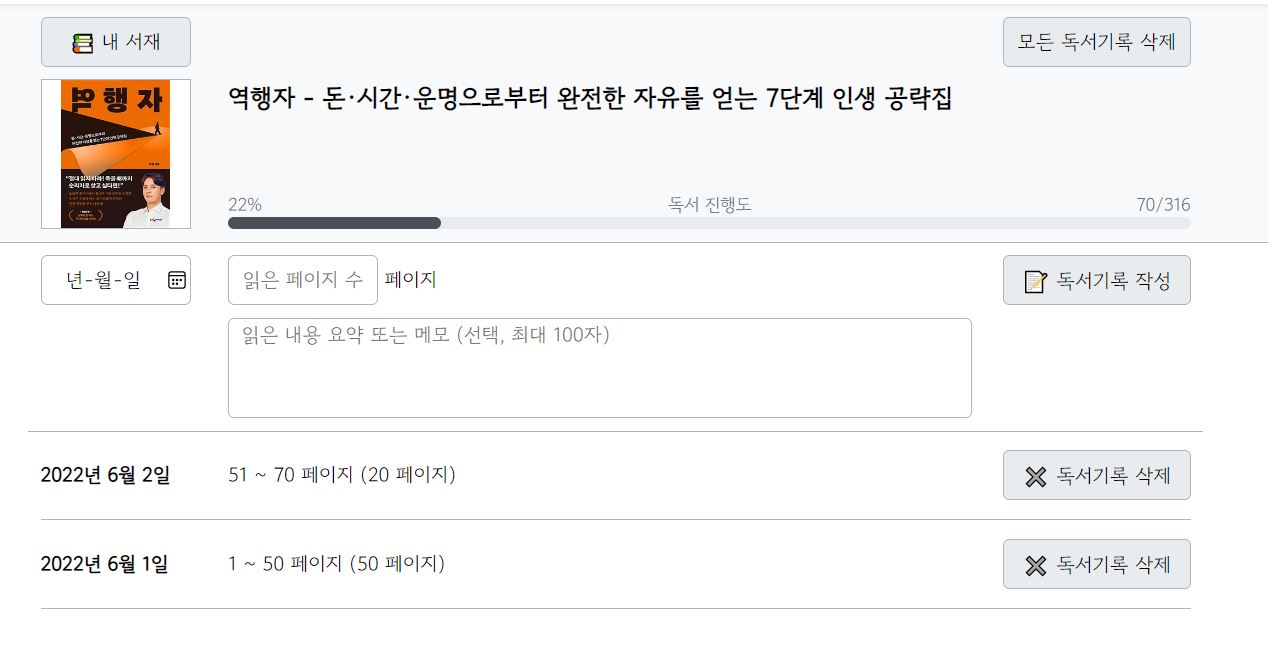 내 서재
모든 독서기록 삭제
역행자
역행자 - 돈·시간·운명으로부터 완전한 자유를 얻는 7단계 인생 공략집
22%
독서 진행도
70/316
년-월-일
읽은 페이지 수
페이지
독서기록 작성
읽은 내용 요약 또는 메모 (선택, 최대 100자)
2022년 6월 2일
51 ~ 70 페이지 (20 페이지)
독서기록 삭제
2022년 6월 1일
1 ~ 50 페이지 (50 페이지)
독서기록 삭제